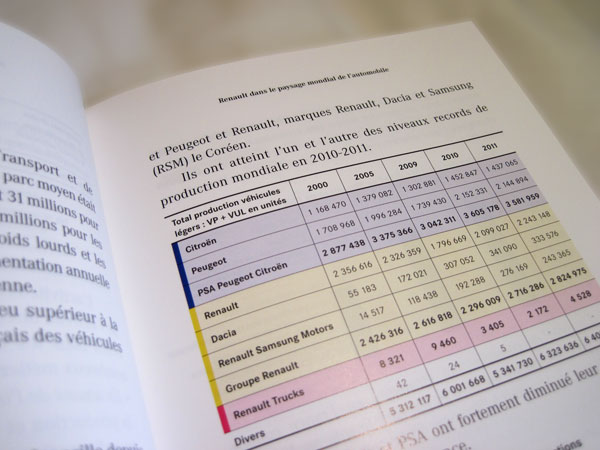 ransport et de
parc moyen était
t 31 millions pour
millions pour les
oids lourds et les
mentation annuelle
enne.
eu supérieur à la
çais des véhicules
depuis
Renault dans le paysage mondial de l'automobile
et Peugeot et Renault, marques Renault, Dacia et Samsung
(RSM) le Coréen.
Ils ont atteint l'un et l'autre des niveaux records de
production mondiale en 2010-2011.
Total production véhicules
légers : VP + VUL en unités 2000 2005 2009 2010 2011
Citroën 1 168 470 1 379 082 1 302 881 1 452 847 1 437 065
Peugeot 1 708 968 1 996 284 1 739 430 2 152 331 2 144 894
PSA Peugeot Citroën 2 877 438 3 375 366 3 042 311 3 605 178 3 581 959
Renault 2 356 616 2 326 359 1 796 669 2 099 027 2 243 148
Dacia 55 183 172 021 307 052 341 090 333 576
Renault Samsung Motors 14 517 118 438 192 288 276 169 243 365
Groupe Renault 2 426 316 2 616 818 2 296 009 2 716 286 2 824 975
Renault Trucks 8 321 9 460 3 405 2 172 4 528
Divers 42 24 5 - -
5 312 117 6 001 668 5 341 730 6 323 636 6 40
PSA ont fortement diminué leur